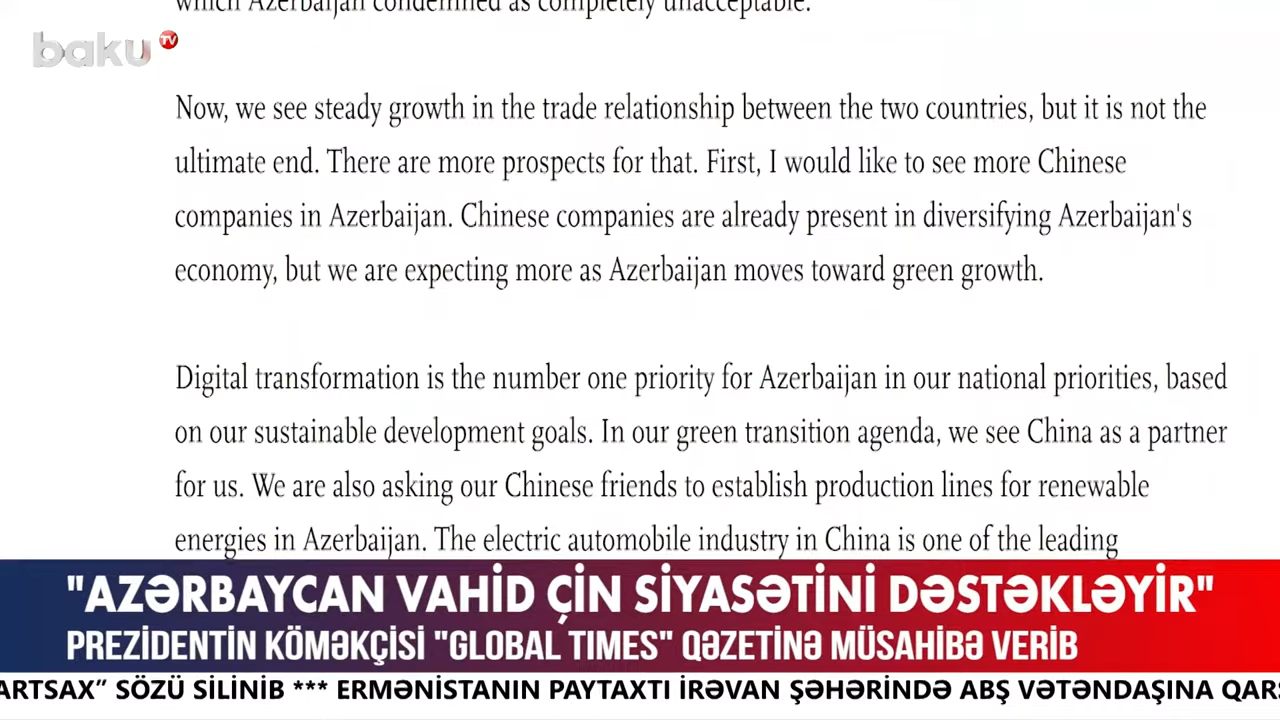 which Azerbaijan condemned as completely unacceptable.
baku TV
Now, we see steady growth in the trade relationship between the two countries, but it is not the
ultimate end. There are more prospects for that. First, I would like to see more Chinese
companies in Azerbaijan. Chinese companies are already present in diversifying Azerbaijan's
economy, but we are expecting more as Azerbaijan moves toward green growth.
Digital transformation is the number one priority for Azerbaijan in our national priorities, based
on our sustainable development goals. In our green transition agenda, we see China as a partner
for us. We are also asking our Chinese friends to establish production lines for renewable
energies in Azerbaijan. The electric automobile industry in China is one of the leading
"AZƏRBAYCAN VAHİD ÇİN SİYASƏTİNİ DƏSTƏKLƏYİR"
PREZİDENTİN KÖMƏKÇİSİ "GLOBAL TIMES" QƏZETİNƏ MÜSAHİBƏ VERİB
ARTSAX” SÖZÜ SİLİNİB *** ERMƏNİSTANIN PAYTAXTI İRƏVAN ŞƏHƏRİNDƏ ABŞ VƏTƏNDAŞINA QARŞ